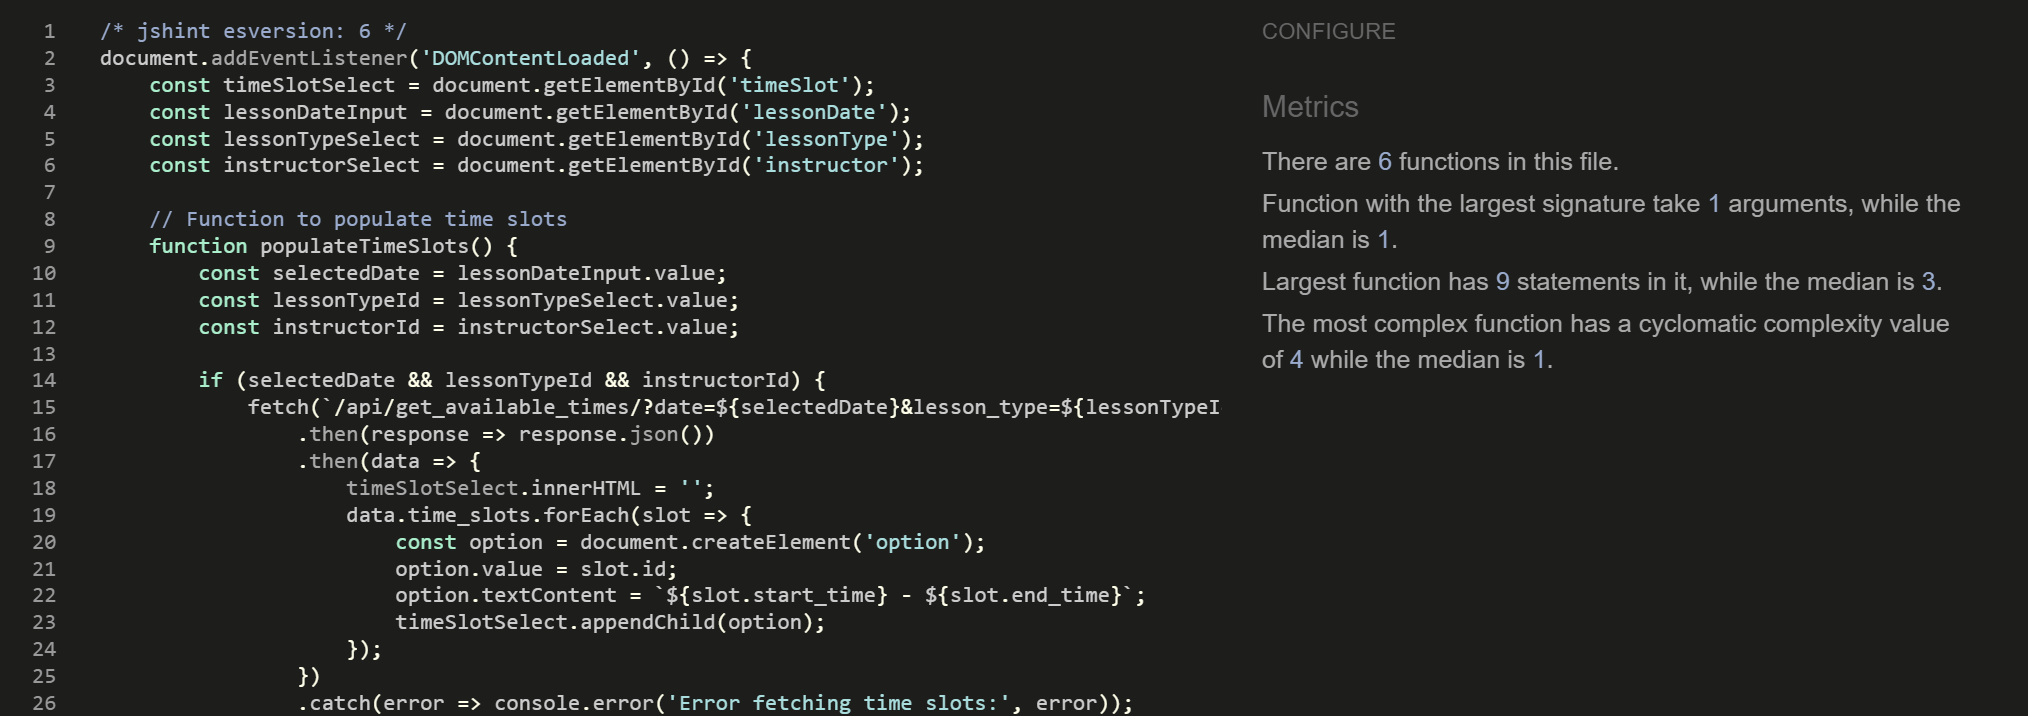 1 /* jshint esversion: 6 */
2 document.addEventListener('DOMContentLoaded', () => {
3     const timeSlotSelect = document.getElementById('timeSlot');
4     const lessonDateInput = document.getElementById('lessonDate');
5     const lessonTypeSelect = document.getElementById('lessonType');
6     const instructorSelect = document.getElementById('instructor');
7
8     // Function to populate time slots
9     function populateTimeSlots() {
10         const selectedDate = lessonDateInput.value;
11         const lessonTypeId = lessonTypeSelect.value;
12         const instructorId = instructorSelect.value;
13
14         if (selectedDate && lessonTypeId && instructorId) {
15             fetch(`/api/get_available_times/?date=${selectedDate}&lesson_type=${lessonTypeI
16                 .then(response => response.json())
17                 .then(data => {
18                     timeSlotSelect.innerHTML = '';
19                     data.time_slots.forEach(slot => {
20                         const option = document.createElement('option');
21                         option.value = slot.id;
22                         option.textContent = `${slot.start_time} - ${slot.end_time}`;
23                         timeSlotSelect.appendChild(option);
24                     });
25                 })
26                 .catch(error => console.error('Error fetching time slots:', error));
CONFIGURE
Metrics
There are 6 functions in this file.
Function with the largest signature take 1 arguments, while the
median is 1.
Largest function has 9 statements in it, while the median is 3.
The most complex function has a cyclomatic complexity value
of 4 while the median is 1.